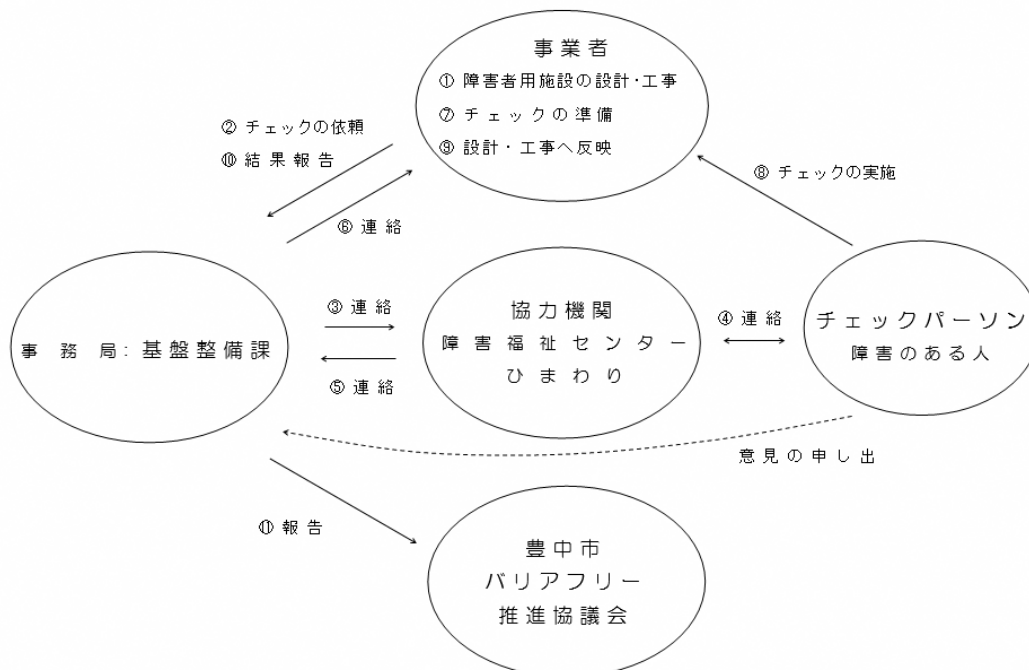 事業者
① 障害者用施設の設計・工事
⑦ チェックの準備
⑨ 設計・工事へ反映
② チェックの依頼
⑩ 結果報告
⑧ チェックの実施
⑥ 連絡
事務局：基盤整備課
③ 連絡
⑤ 連絡
協力機関
障害福祉センター
ひまわり
④ 連絡
チェックパーソン
障害のある人
意見の申し出
⑪ 報告
豊中市
バリアフリー
推進協議会